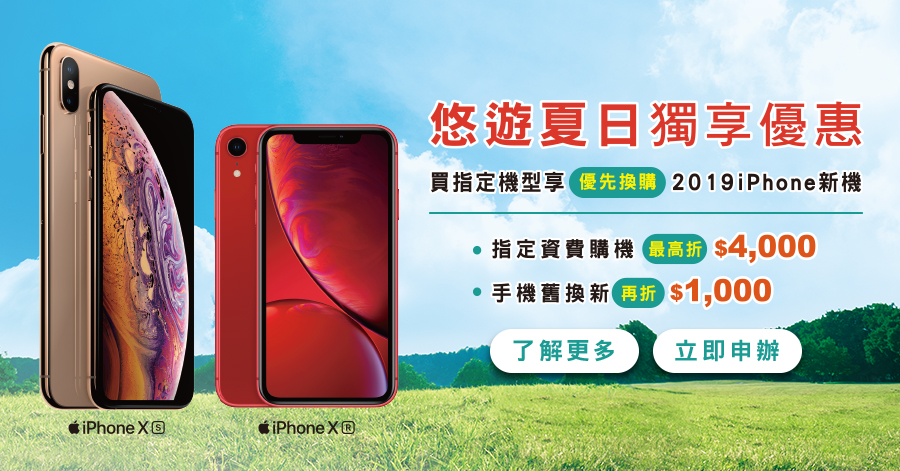 悠遊夏日獨享優惠
買指定機型享 優先換購 2019iPhone新機
• 指定資費購機 最高折 $4,000
• 手機舊換新 再折 $1,000
了解更多 立即申辦
iPhone XS iPhone XR